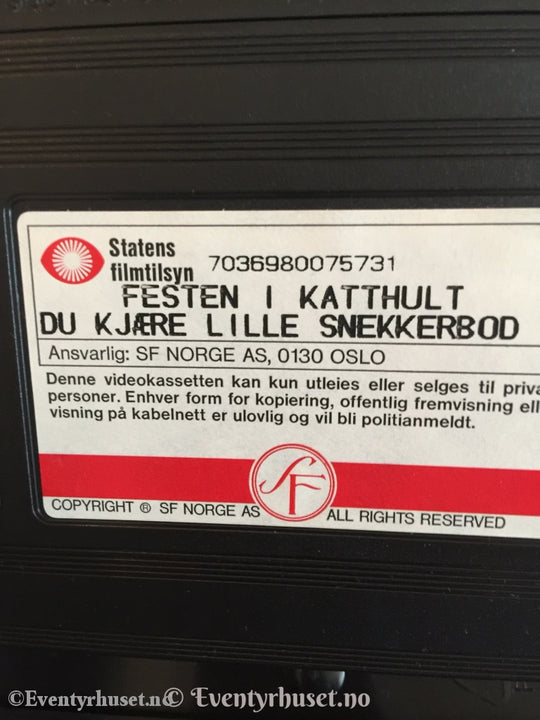 Statens
filmtilsyn 7036980075731
FESTEN I KATTHULT
DU KJÆRE LILLE SNEKKERBOD
Ansvarlig: SF NORGE AS, 0130 OSLO
Denne videokassetten kan kun utleies eller selges til priva
personer. Enhver form for kopiering, offentlig fremvisning ell
visning på kabelnett er ulovlig og vil bli politianmeldt.
SF
COPYRIGHT ® SF NORGE AS ALL RIGHTS RESERVED
©Eventyrhuset.no © Eventyrhuset.no